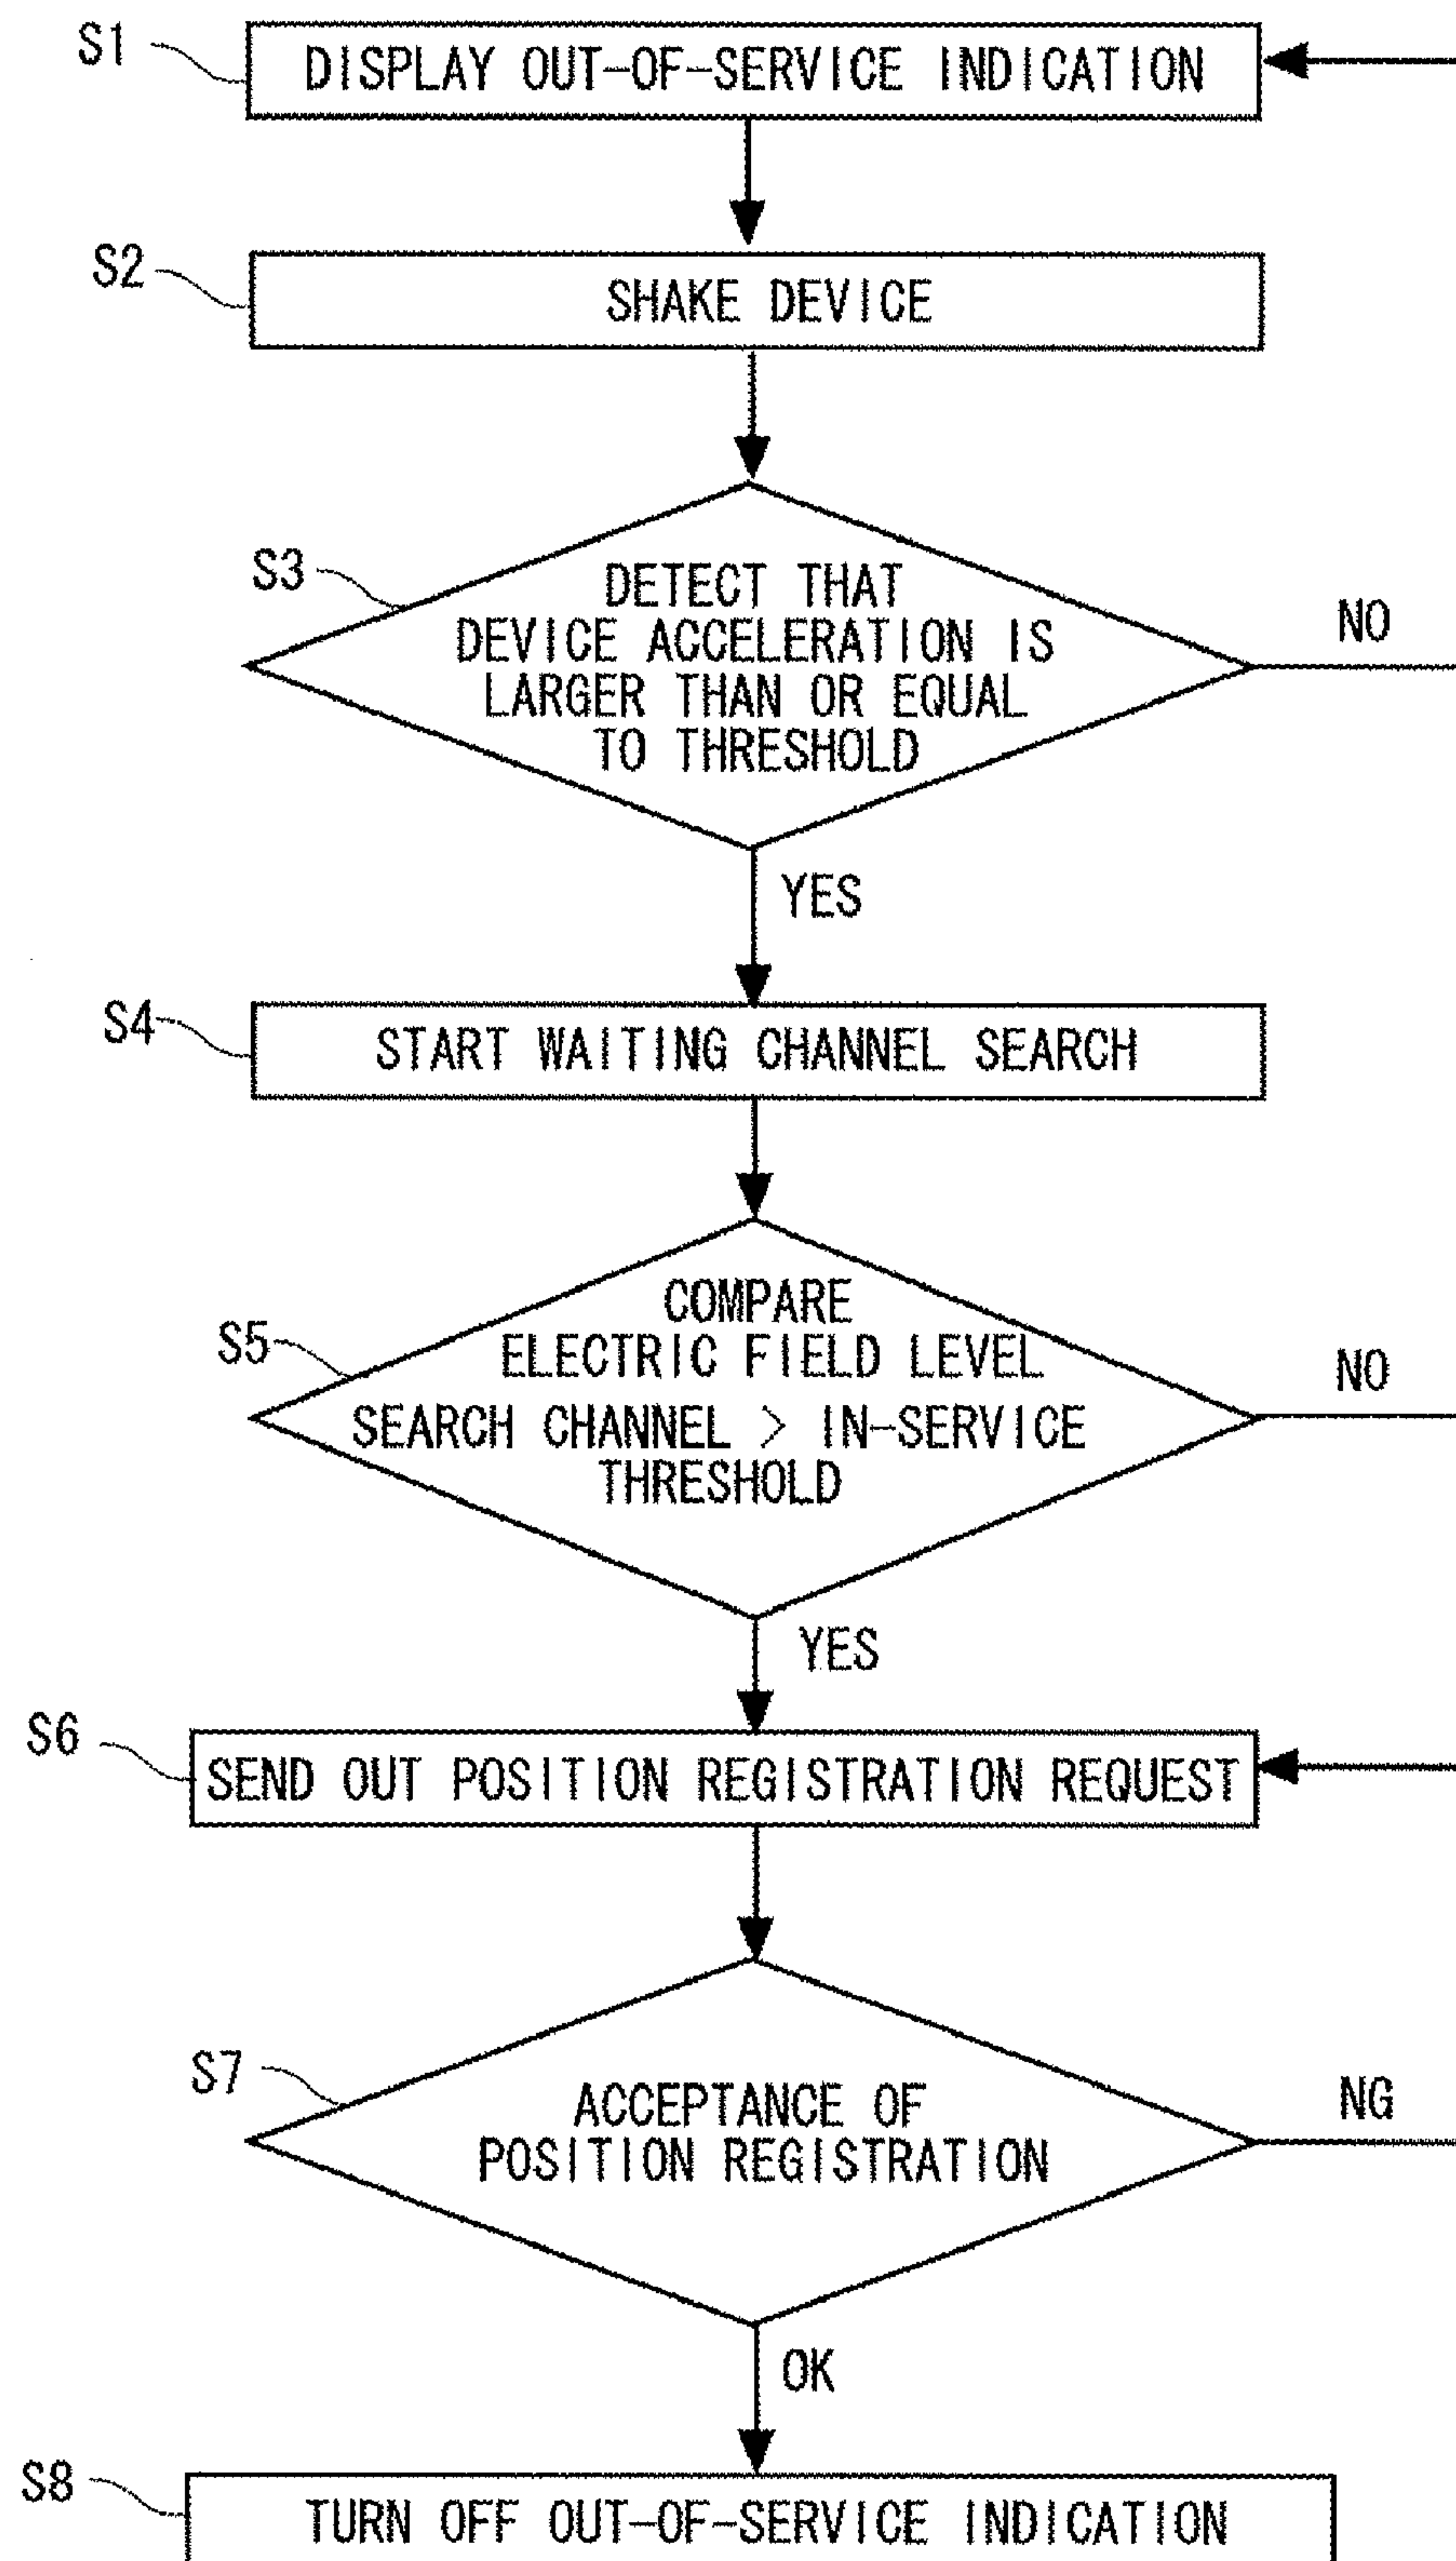 S1
DISPLAY OUT-OF-SERVICE INDICATION
S2
SHAKE DEVICE
S3
DETECT THAT
DEVICE ACCELERATION IS
LARGER THAN OR EQUAL
TO THRESHOLD
NO
YES
S4
START WAITING CHANNEL SEARCH
S5
COMPARE
ELECTRIC FIELD LEVEL
SEARCH CHANNEL > IN-SERVICE
THRESHOLD
NO
YES
S6
SEND OUT POSITION REGISTRATION REQUEST
S7
ACCEPTANCE OF
POSITION REGISTRATION
NG
OK
S8
TURN OFF OUT-OF-SERVICE INDICATION